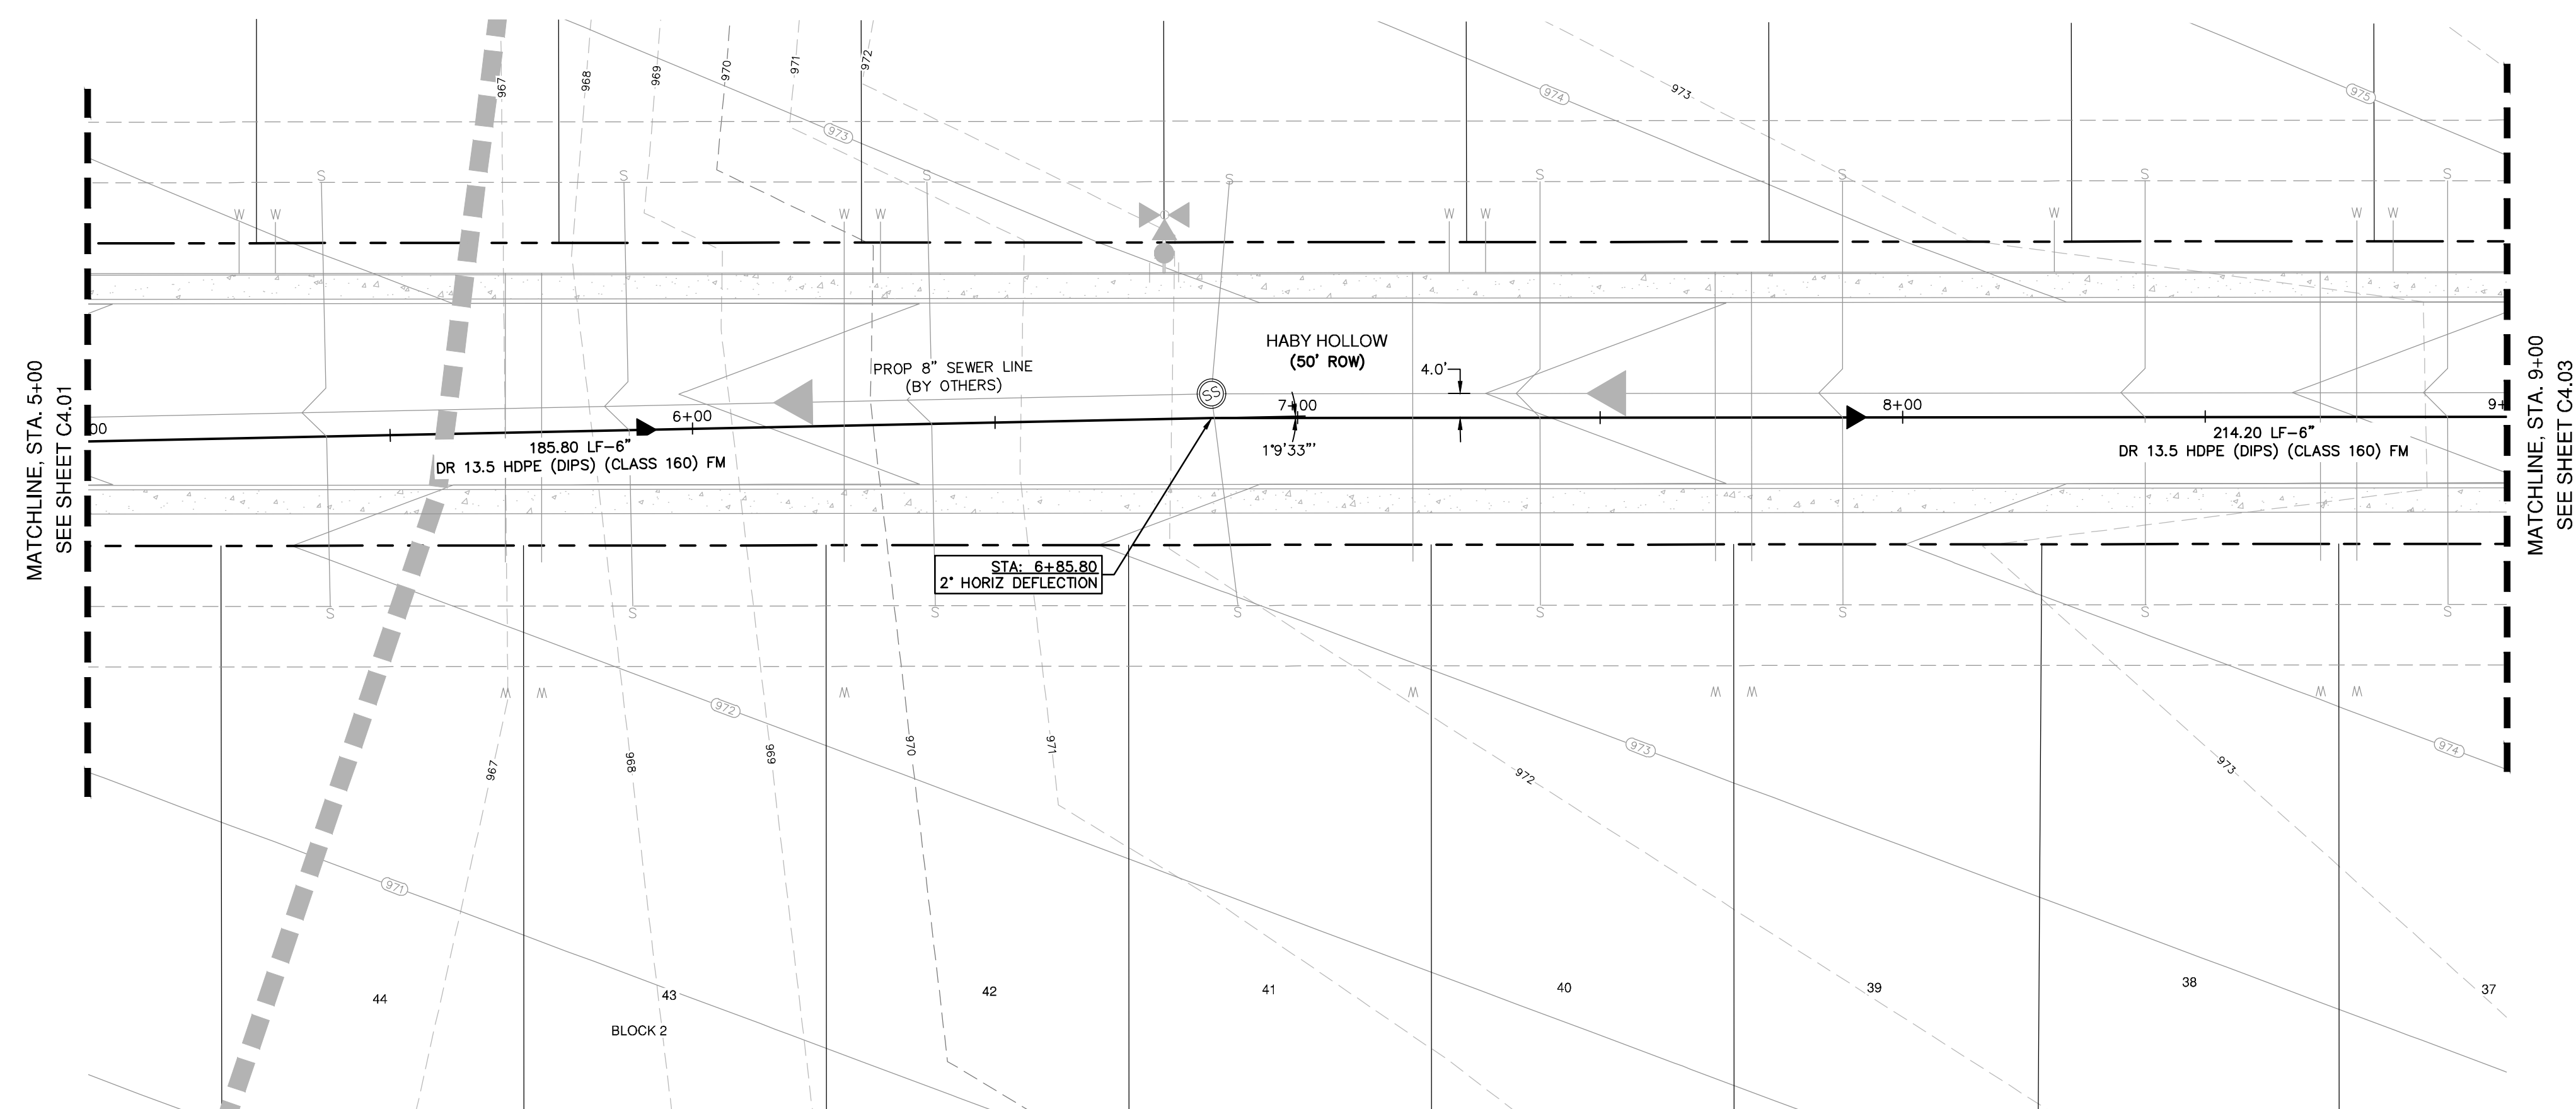 967
968
969
970
971
972
973
974
973
975
S
S
S
S
S
S
S
S
W
W
W
W
W
W
W
W
W
MATCHLINE, STA. 5+00
SEE SHEET C4.01
HABY HOLLOW
(50' ROW)
PROP 8" SEWER LINE
(BY OTHERS)
4.0'
SS
00
6+00
7+00
8+00
9+
185.80 LF-6"
DR 13.5 HDPE (DIPS) (CLASS 160) FM
1°9'33"'
214.20 LF-6"
DR 13.5 HDPE (DIPS) (CLASS 160) FM
MATCHLINE, STA. 9+00
SEE SHEET C4.03
STA: 6+85.80
2° HORIZ DEFLECTION
S
S
S
S
S
S
S
S
W
W
W
W
W
W
W
W
972
967
968
969
970
971
972
973
973
974
971
44
43
42
41
40
39
38
37
BLOCK 2